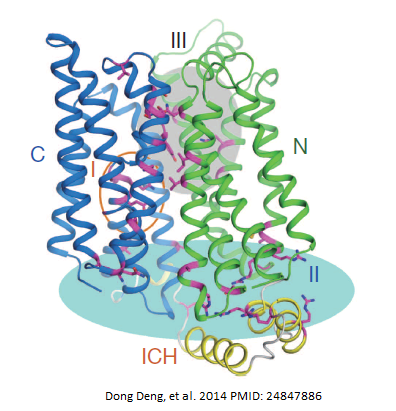 III
C
I
N
II
ICH
Dong Deng, et al. 2014 PMID: 24847886